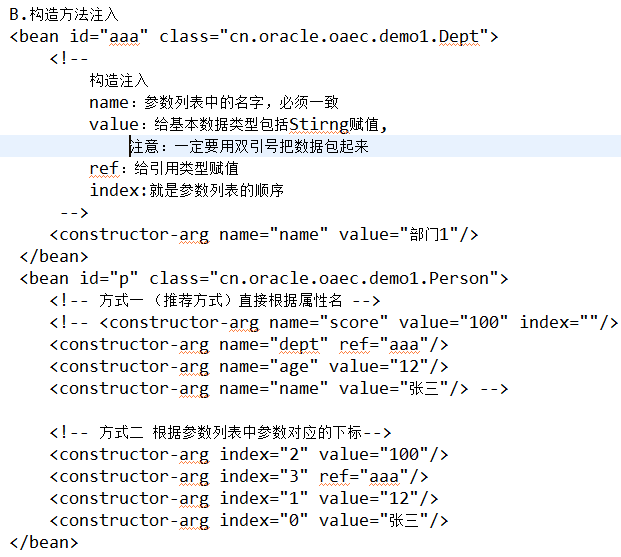 B.构造方法注入
<bean id="aaa" class="cn.oracle.oaec.demo1.Dept">
<!--
构造注入
name：参数列表中的名字，必须一致
value：给基本数据类型包括Stirng赋值,
注意：一定要用双引号把数据包起来
ref：给引用类型赋值
index:就是参数列表的顺序
-->
<constructor-arg name="name" value="部门1"/>
</bean>
<bean id="p" class="cn.oracle.oaec.demo1.Person">
<!-- 方式一（推荐方式）直接根据属性名 -->
<!-- <constructor-arg name="score" value="100" index=""/>
<constructor-arg name="dept" ref="aaa"/>
<constructor-arg name="age" value="12"/>
<constructor-arg name="name" value="张三"/> -->
<!-- 方式二 根据参数列表中参数对应的下标-->
<constructor-arg index="2" value="100"/>
<constructor-arg index="3" ref="aaa"/>
<constructor-arg index="1" value="12"/>
<constructor-arg index="0" value="张三"/>
</bean>